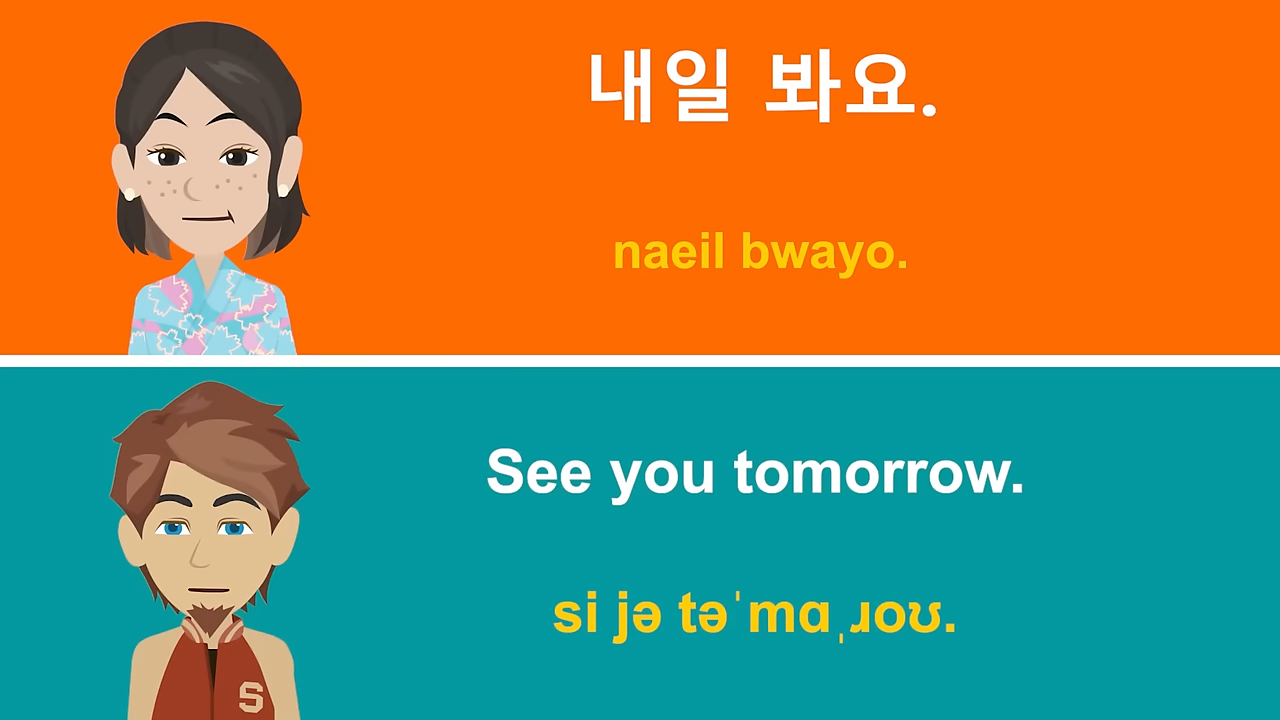 내일 봐요.
naeil bwayo.
See you tomorrow.
si jə təˈmɑˌɹoʊ.
S